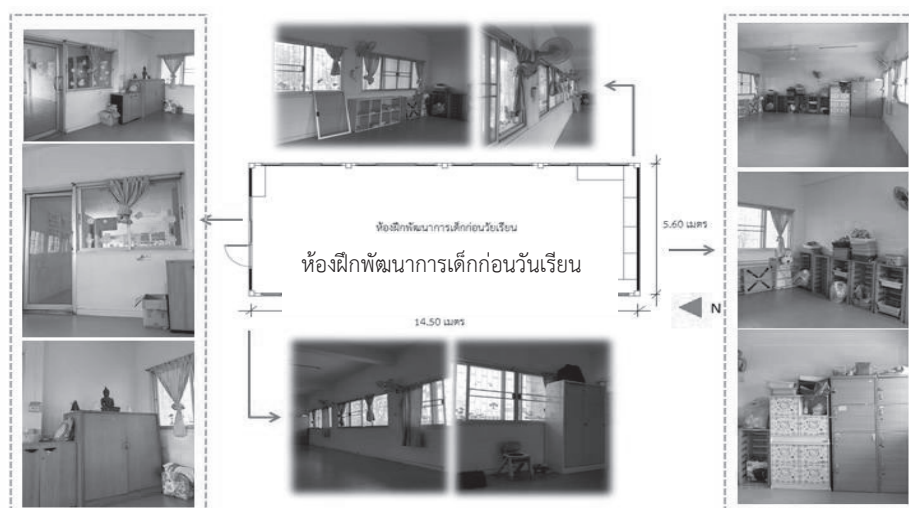 ห้องฝึกพัฒนาการเด็กก่อนวัยเรียน
ห้องฝึกพัฒนาการเด็กก่อนวันเรียน
5.60 เมตร
N
14.50 เมตร